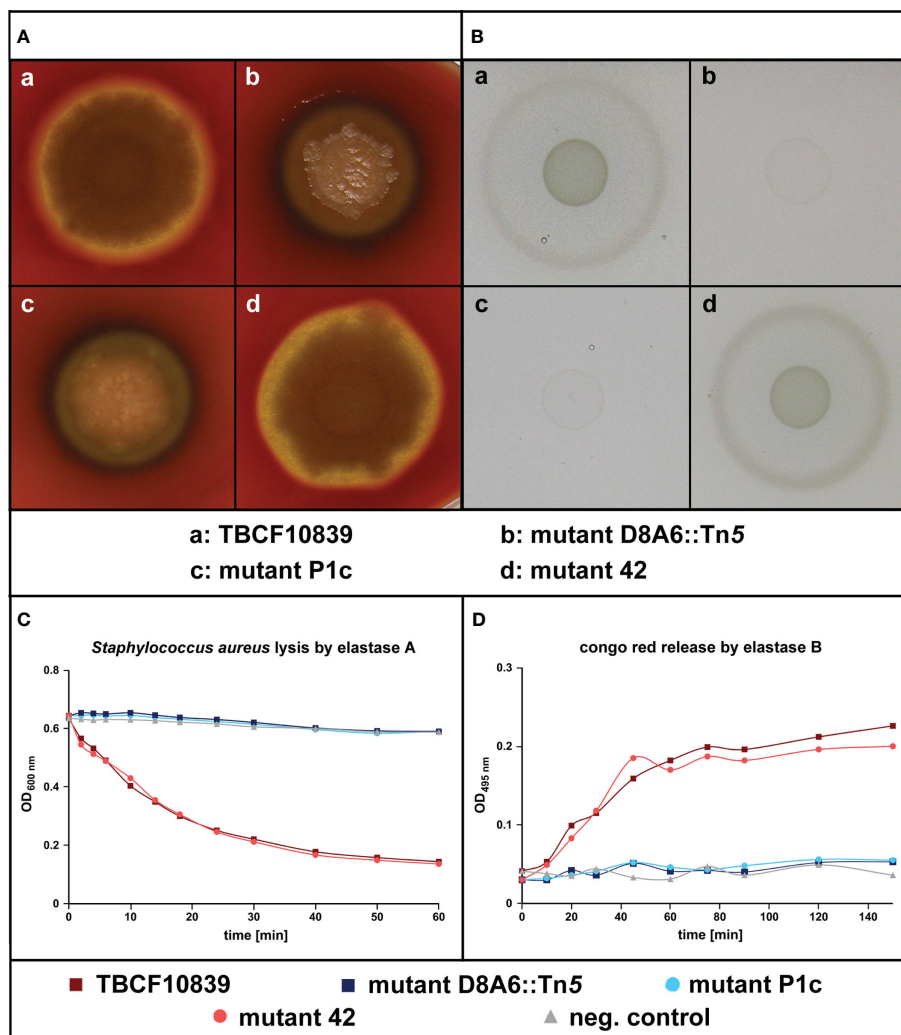 A
B
a
b
a
b
c
d
c
d
a: TBCF10839
b: mutant D8A6::Tn5
c: mutant P1c
d: mutant 42
C
Staphylococcus aureus lysis by elastase A
0.8
0.6
0.4
0.2
0
OD600 nm
0 10 20 30 40 50 60
time [min]
D
congo red release by elastase B
0.3
0.2
0.1
0
OD495 nm
0 20 40 60 80 100 120 140
time [min]
TBCF10839
mutant D8A6::Tn5
mutant P1c
mutant 42
neg. control